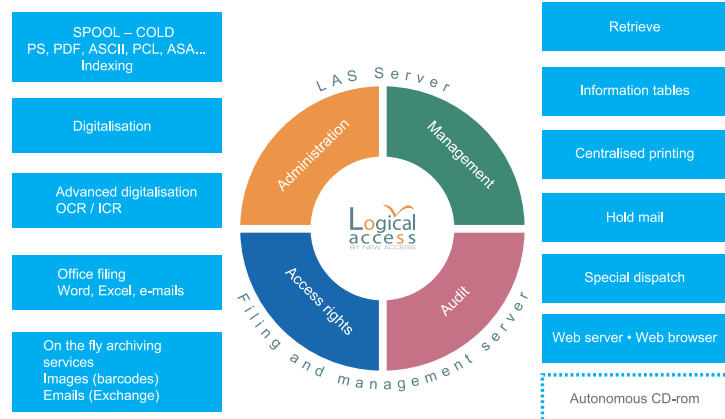 SPOOL – COLD
PS, PDF, ASCII, PCL, ASA...
Indexing
Digitalisation
Advanced digitalisation
OCR / ICR
Office filing
Word, Excel, e-mails
On the fly archiving
services
Images (barcodes)
Emails (Exchange)
LAS Server
Administration
Management
Logical
access
BY NEW ACCESS
Access rights
Audit
Filing and management server
Retrieve
Information tables
Centralised printing
Hold mail
Special dispatch
Web server • Web browser
Autonomous CD-rom